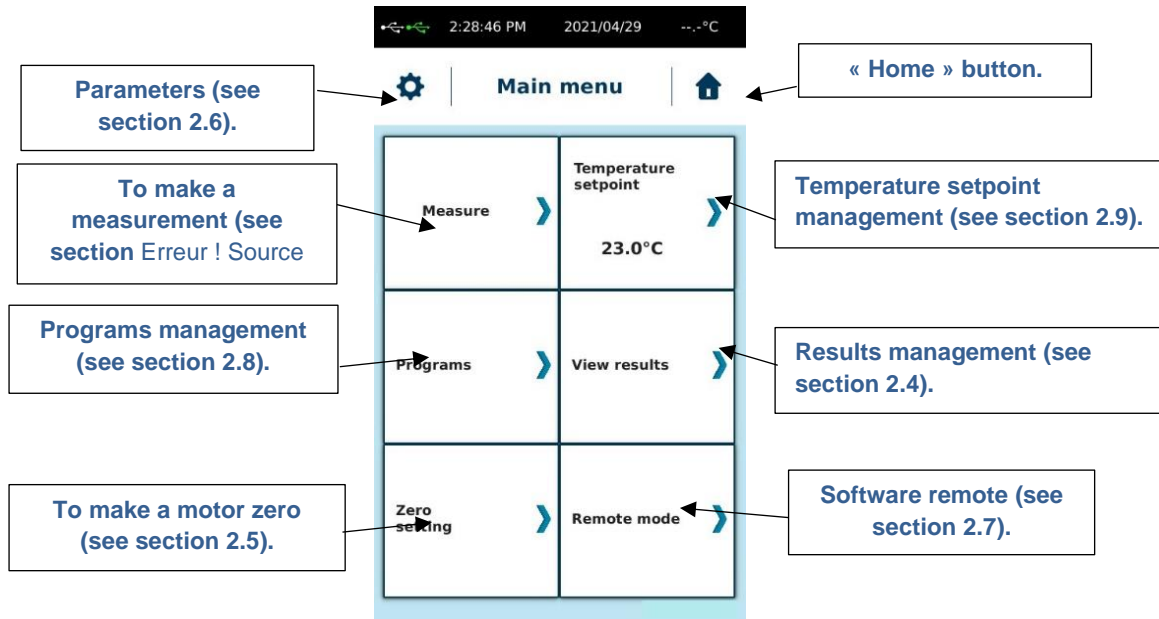 2:28:46 PM 2021/04/29 --.-°C
Main menu
Parameters (see
section 2.6).
« Home » button.
To make a
measurement (see
section Erreur ! Source
Measure
Temperature
setpoint
23.0°C
Temperature setpoint
management (see section 2.9).
Programs management
(see section 2.8).
Programs
View results
Results management (see
section 2.4).
To make a motor zero
(see section 2.5).
Zero
setting
Remote mode
Software remote (see
section 2.7).